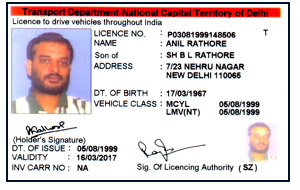 Transport Department-National Capital Territory of Delhi
Licence to drive vehicles throughout India
LICENCE NO. : P03081999148506 T
NAME : ANIL RATHORE
Son of : SH B L RATHORE
ADDRESS : 7/23 NEHRU NAGAR
NEW DELHI 110065
DT. OF BIRTH : 17/03/1967
VEHICLE CLASS : MCYL 05/08/1999
LMV(NT) 05/08/1999
(Holder's Signature)
DT. OF ISSUE : 05/08/1999
VALIDITY : 16/03/2017
INV CARR NO : NA
Sig. Of Licencing Authority (SZ)